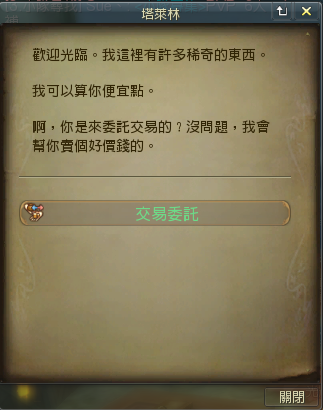 塔萊林
歡迎光臨。我這裡有許多稀奇的東西。
我可以算你便宜點。
啊，你是來委託交易的？沒問題，我會
幫你賣個好價錢的。
交易委託
關閉